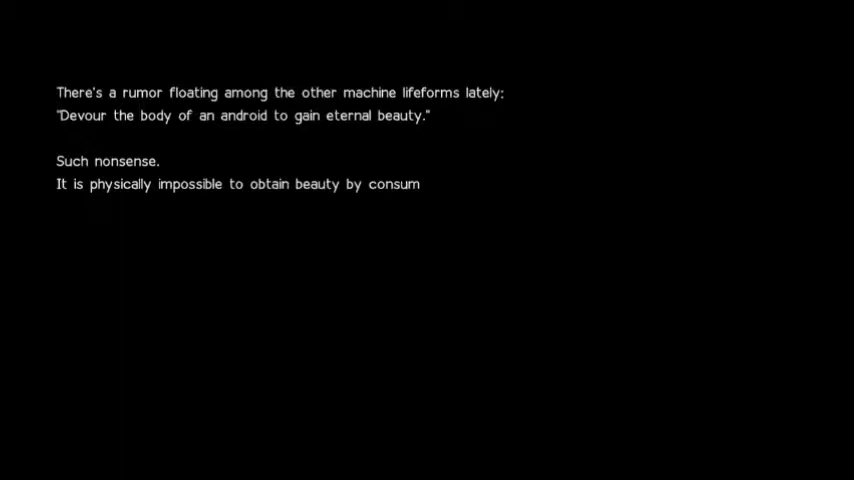 There's a rumor floating among the other machine lifeforms lately:
"Devour the body of an android to gain eternal beauty."
Such nonsense.
It is physically impossible to obtain beauty by consum